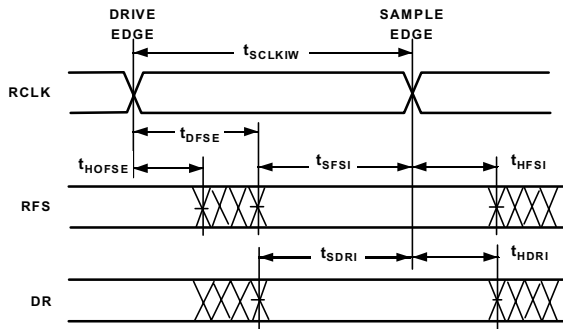 DRIVE EDGE
SAMPLE EDGE
tSCLKIW
RCLK
tDFSE
tHOFSE
tSFSI
tHFSI
RFS
tSDRI
tHDRI
DR